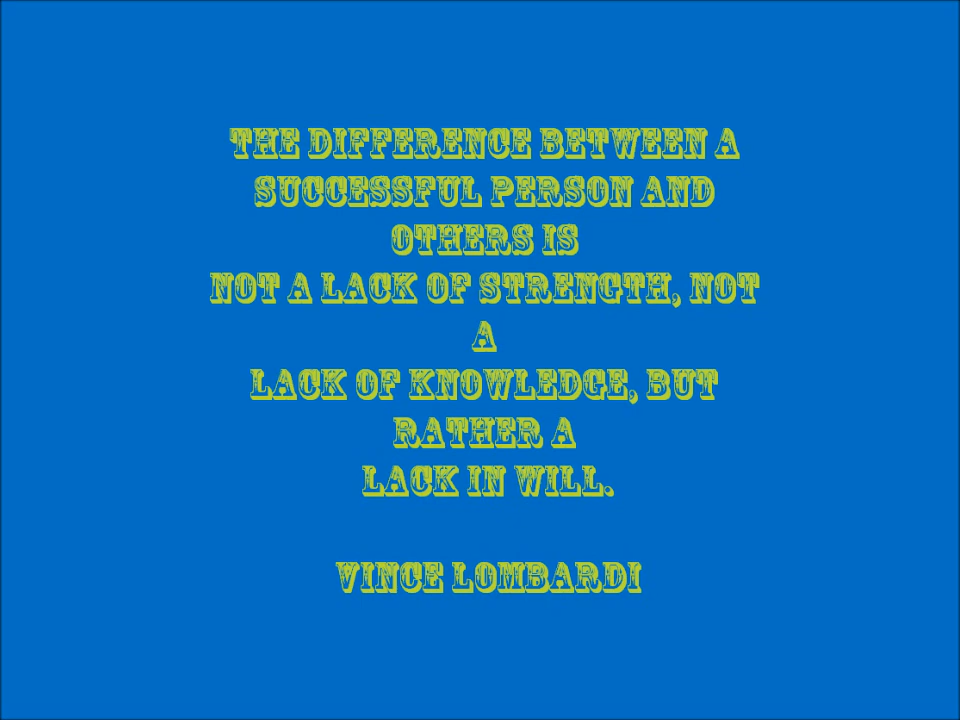 THE DIFFERENCE BETWEEN A
SUCCESSFUL PERSON AND
OTHERS IS
NOT A LACK OF STRENGTH, NOT
A
LACK OF KNOWLEDGE, BUT
RATHER A
LACK IN WILL.
VINCE LOMBARDI